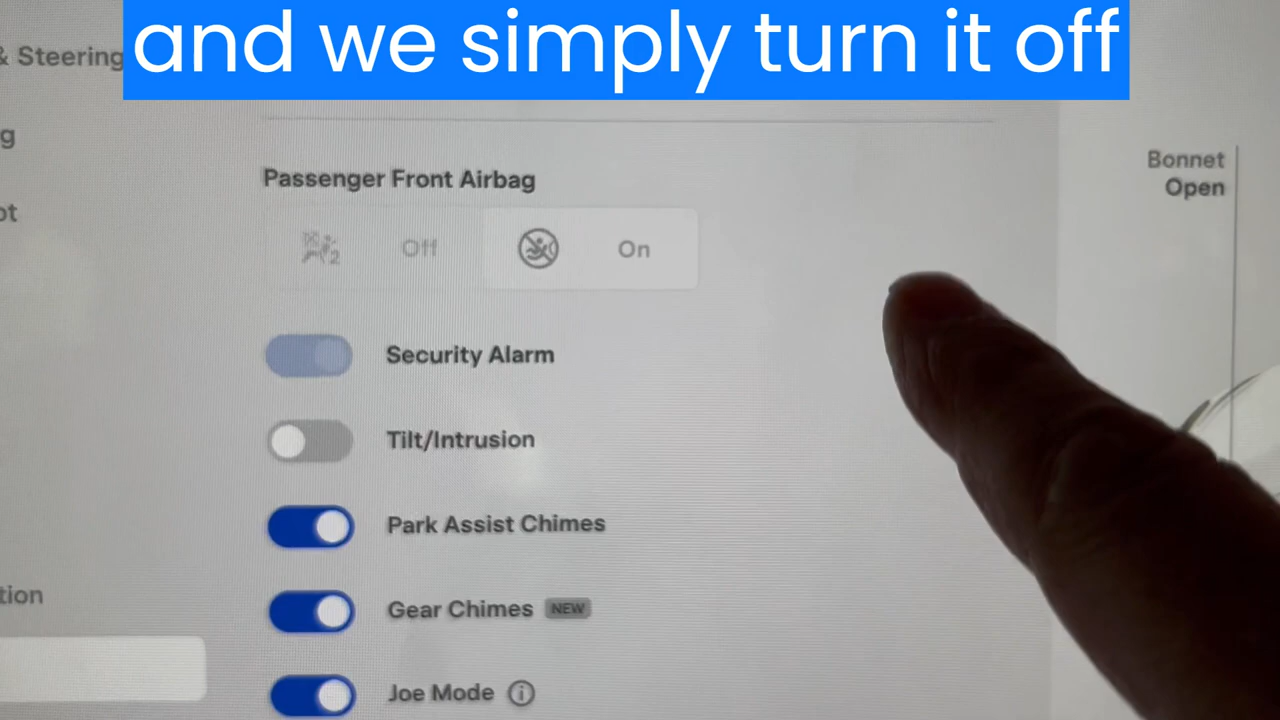 and we simply turn it off
& Steering
g
ot
tion
Passenger Front Airbag
2 Off On
Security Alarm
Tilt/Intrusion
Park Assist Chimes
Gear Chimes NEW
Joe Mode i
Bonnet
Open